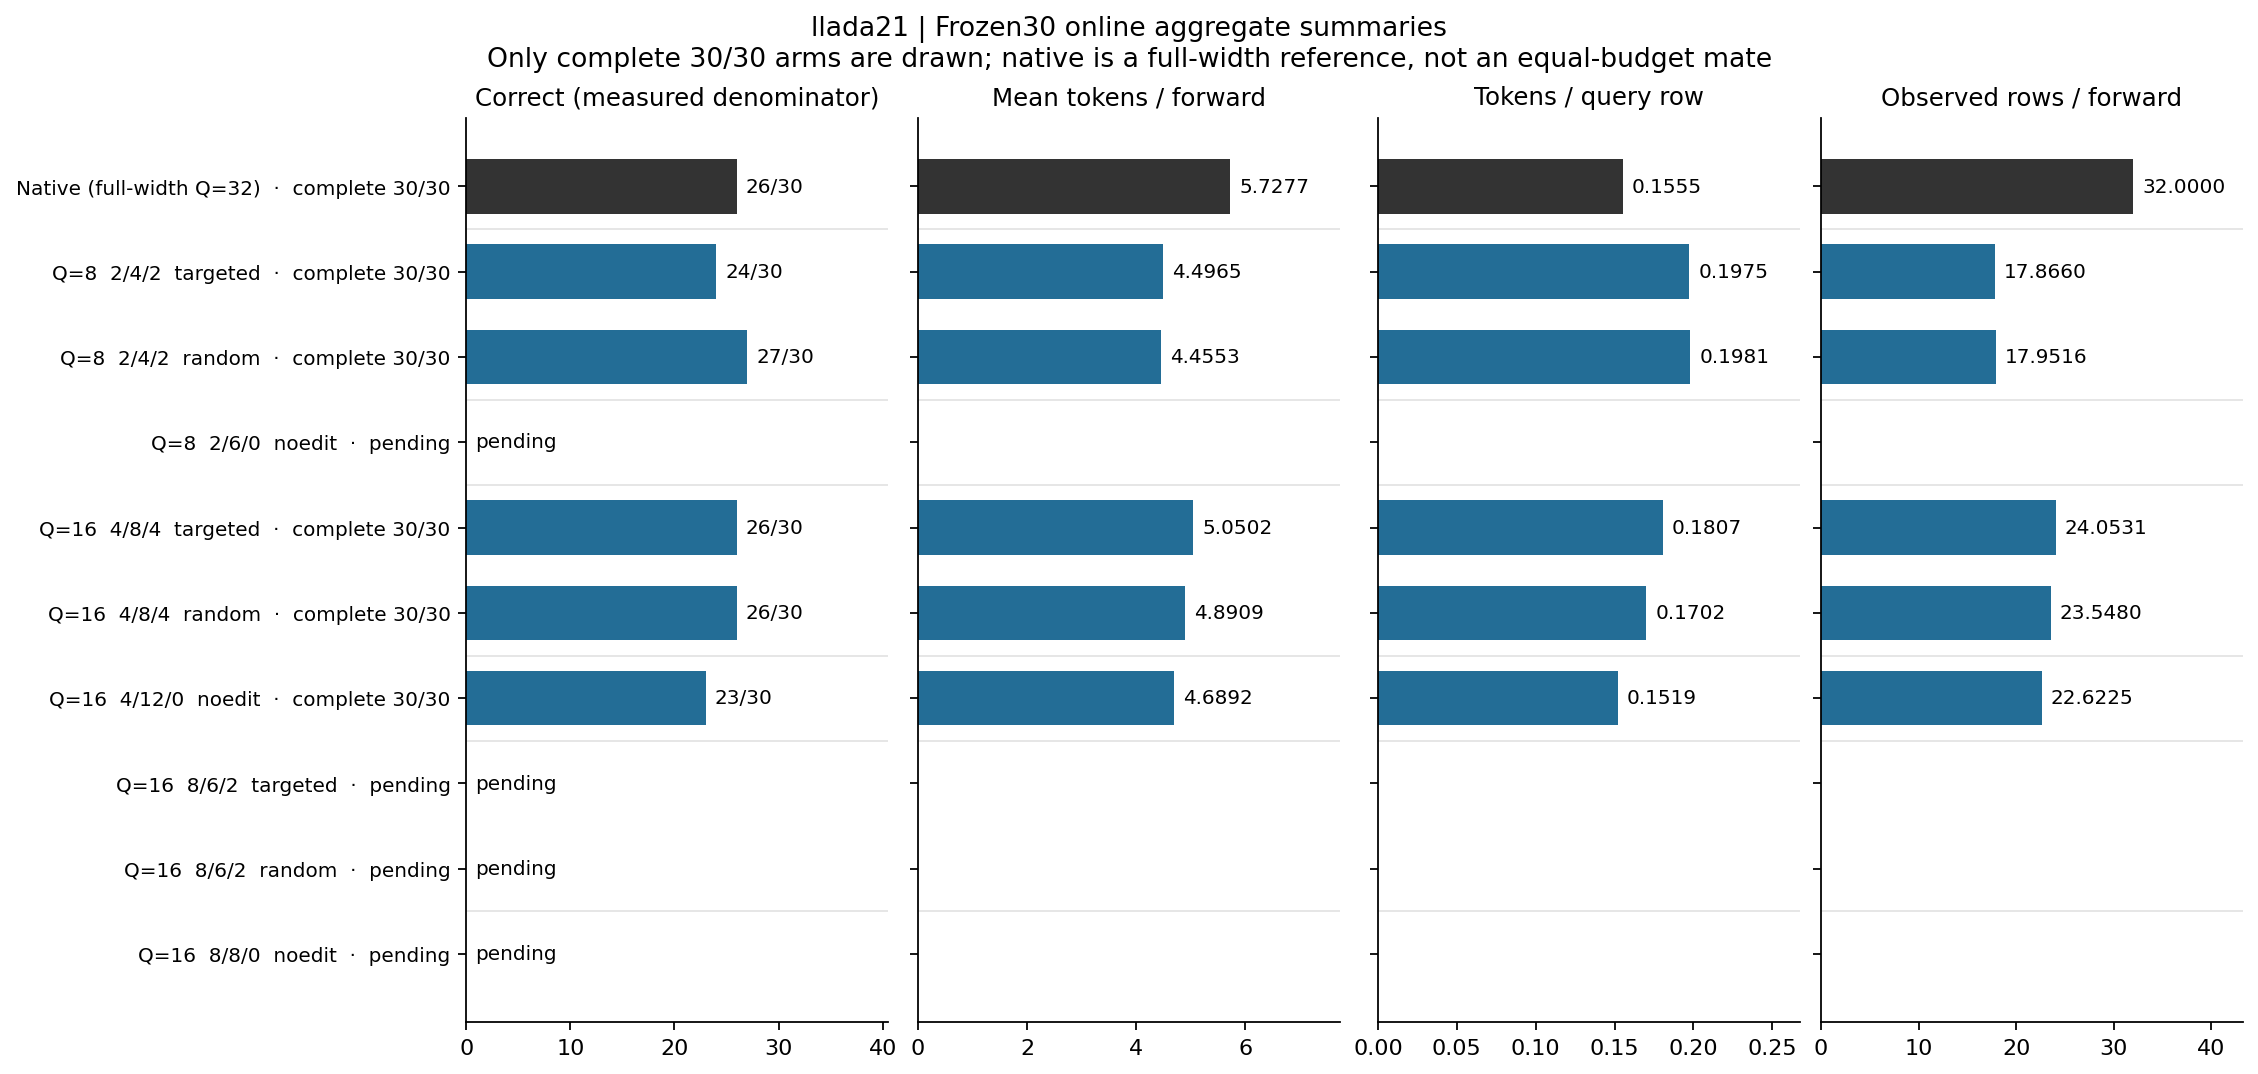 llada21 | Frozen30 online aggregate summaries
Only complete 30/30 arms are drawn; native is a full-width reference, not an equal-budget mate
Correct (measured denominator)
Mean tokens / forward
Tokens / query row
Observed rows / forward
Native (full-width Q=32) · complete 30/30
26/30
5.7277
0.1555
32.0000
Q=8 2/4/2 targeted · complete 30/30
24/30
4.4965
0.1975
17.8660
Q=8 2/4/2 random · complete 30/30
27/30
4.4553
0.1981
17.9516
Q=8 2/6/0 noedit · pending
pending
Q=16 4/8/4 targeted · complete 30/30
26/30
5.0502
0.1807
24.0531
Q=16 4/8/4 random · complete 30/30
26/30
4.8909
0.1702
23.5480
Q=16 4/12/0 noedit · complete 30/30
23/30
4.6892
0.1519
22.6225
Q=16 8/6/2 targeted · pending
pending
Q=16 8/6/2 random · pending
pending
Q=16 8/8/0 noedit · pending
pending
0 10 20 30 40
0 2 4 6
0.00 0.05 0.10 0.15 0.20 0.25
0 10 20 30 40